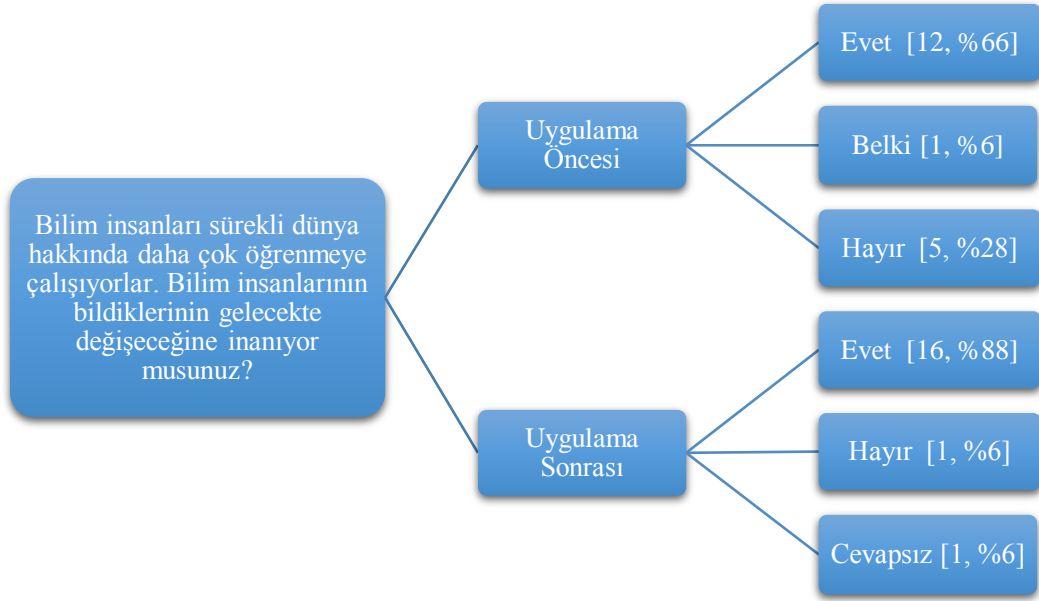 Bilim insanları sürekli dünya
hakkında daha çok öğrenmeye
çalışıyorlar. Bilim insanlarının
bildiklerinin gelecekte
değişeceğine inanıyor
musunuz?
Uygulama
Öncesi
Evet [12, %66]
Belki [1, %6]
Hayır [5, %28]
Uygulama
Sonrası
Evet [16, %88]
Hayır [1, %6]
Cevapsız [1, %6]